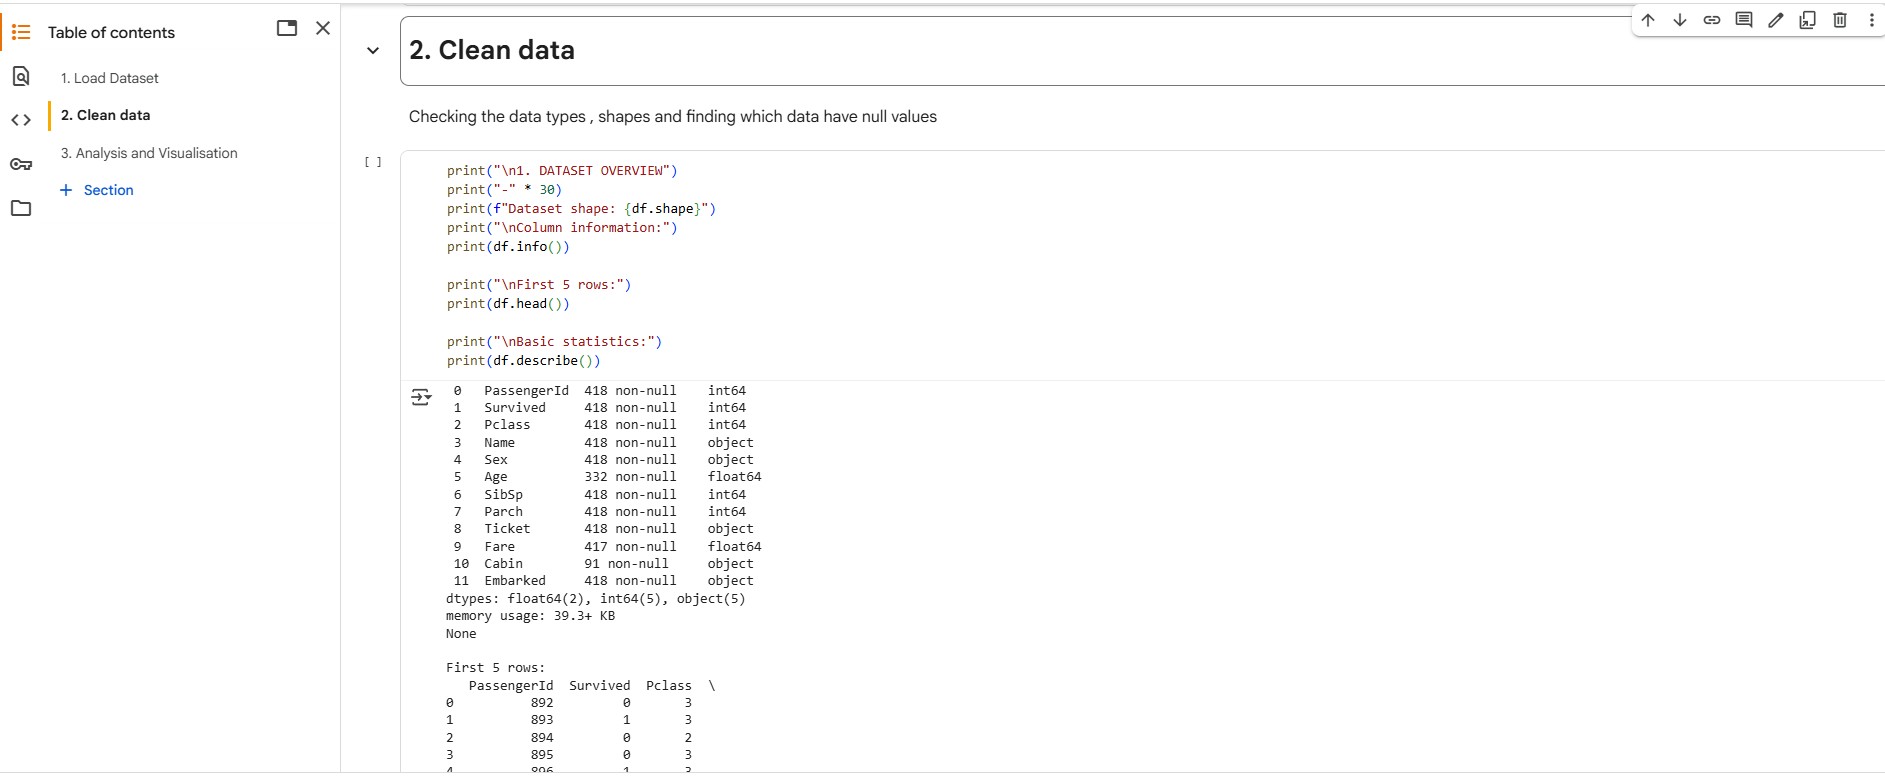 Table of contents
1. Load Dataset
2. Clean data
3. Analysis and Visualisation
+ Section
2. Clean data
Checking the data types , shapes and finding which data have null values
[ ]
print("\n1. DATASET OVERVIEW")
print("-" * 30)
print(f"Dataset shape: {df.shape}")
print("\nColumn information:")
print(df.info())
print("\nFirst 5 rows:")
print(df.head())
print("\nBasic statistics:")
print(df.describe())
0 PassengerId 418 non-null int64
1 Survived 418 non-null int64
2 Pclass 418 non-null int64
3 Name 418 non-null object
4 Sex 418 non-null object
5 Age 332 non-null float64
6 SibSp 418 non-null int64
7 Parch 418 non-null int64
8 Ticket 418 non-null object
9 Fare 417 non-null float64
10 Cabin 91 non-null object
11 Embarked 418 non-null object
dtypes: float64(2), int64(5), object(5)
memory usage: 39.3+ KB
None
First 5 rows:
PassengerId Survived Pclass \
0 892 0 3
1 893 1 3
2 894 0 2
3 895 0 3
4 896 1 3